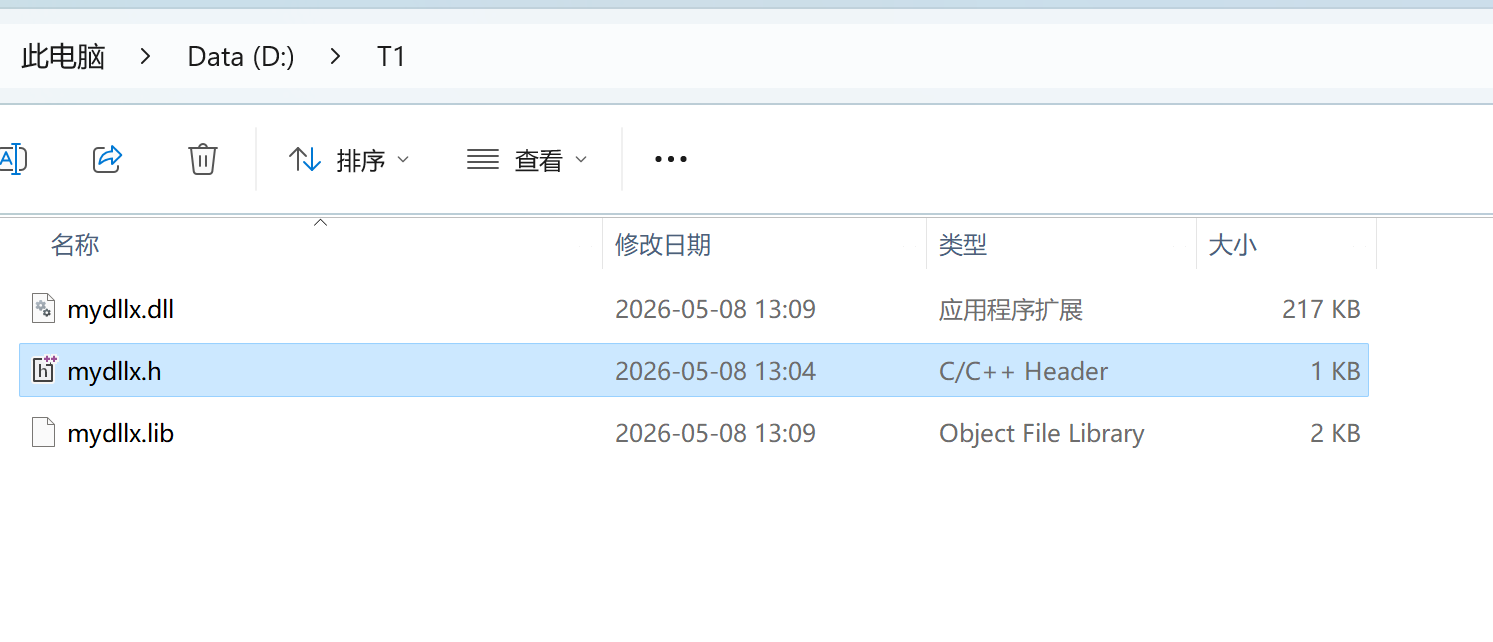 此电脑 > Data (D:) > T1
排序 查看
名称 修改日期 类型 大小
mydllx.dll 2026-05-08 13:09 应用程序扩展 217 KB
mydllx.h 2026-05-08 13:04 C/C++ Header 1 KB
mydllx.lib 2026-05-08 13:09 Object File Library 2 KB